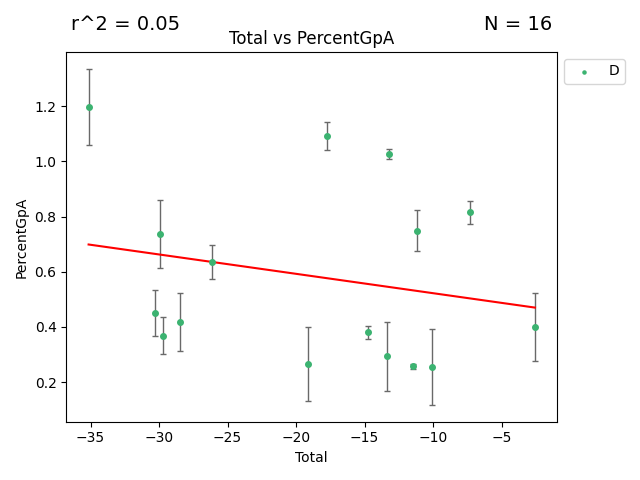 r^2 = 0.05
N = 16
Total vs PercentGpA
D
PercentGpA
1.2
1.0
0.8
0.6
0.4
0.2
−35
−30
−25
−20
−15
−10
−5
Total